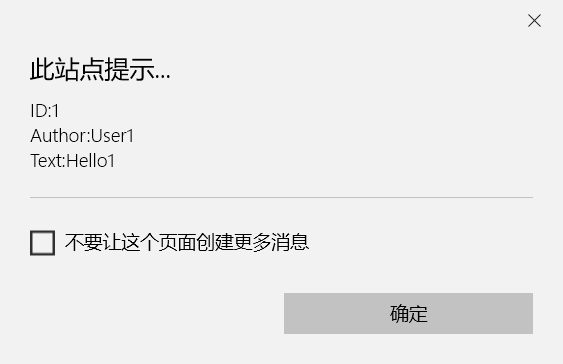 此站点提示...
ID:1
Author:User1
Text:Hello1
不要让这个页面创建更多消息
确定